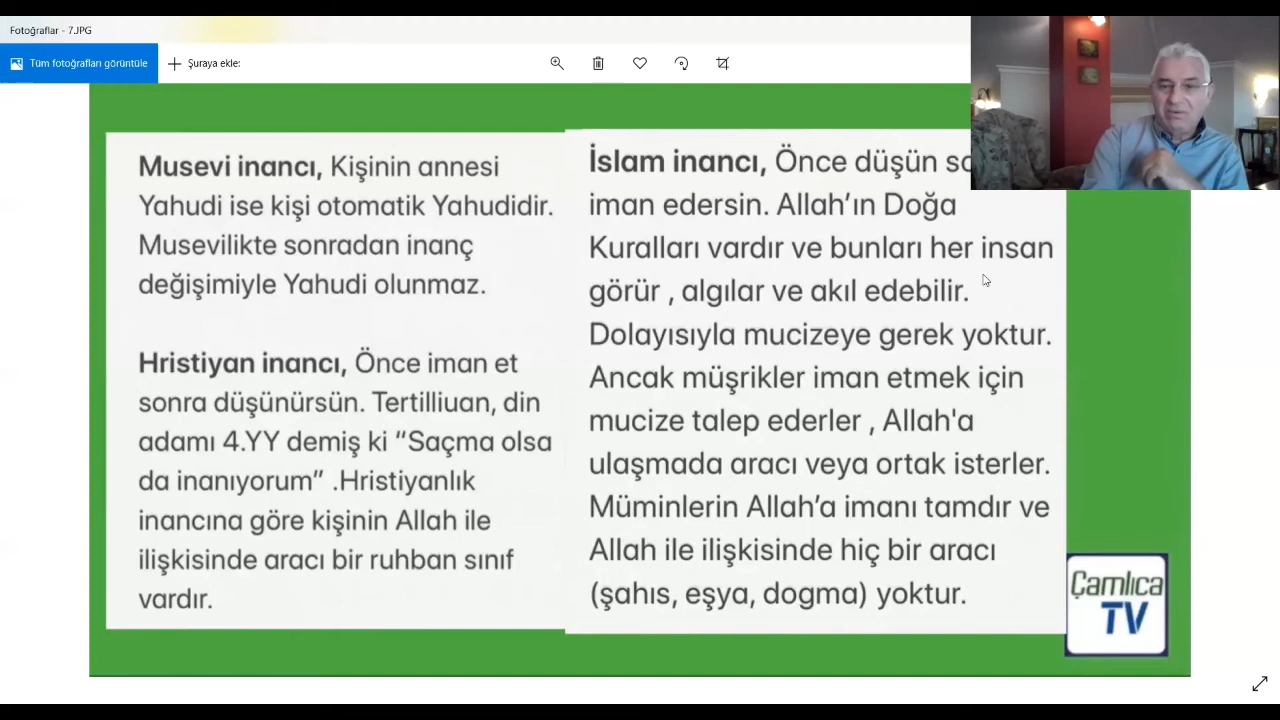 Fotoğraflar - 7.JPG
Tüm fotoğrafları görüntüle
Şuraya ekle:
Musevi inancı, Kişinin annesi
Yahudi ise kişi otomatik Yahudidir.
Musevilikte sonradan inanç
değişimiyle Yahudi olunmaz.
Hristiyan inancı, Önce iman et
sonra düşünürsün. Tertilliuan, din
adamı 4.YY demiş ki “Saçma olsa
da inanıyorum” .Hristiyanlık
inancına göre kişinin Allah ile
ilişkisinde aracı bir ruhban sınıf
vardır.
İslam inancı, Önce düşün
iman edersin. Allah’ın Doğa
Kuralları vardır ve bunları her insan
görür , algılar ve akıl edebilir.
Dolayısıyla mucizeye gerek yoktur.
Ancak müşrikler iman etmek için
mucize talep ederler , Allah'a
ulaşmada aracı veya ortak isterler.
Müminlerin Allah’a imanı tamdır ve
Allah ile ilişkisinde hiç bir aracı
(şahıs, eşya, dogma) yoktur.
Çamlıca
TV